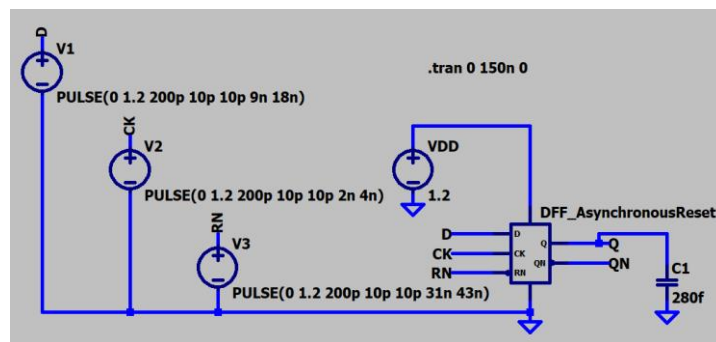 D
V1
PULSE(0 1.2 200p 10p 10p 9n 18n)
.tran 0 150n 0
CK
V2
PULSE(0 1.2 200p 10p 10p 2n 4n)
VDD
1.2
RN
V3
PULSE(0 1.2 200p 10p 10p 31n 43n)
DFF_AsynchronousReset
D
CK
RN
D
CK
RN
Q
QN
Q
QN
C1
280f